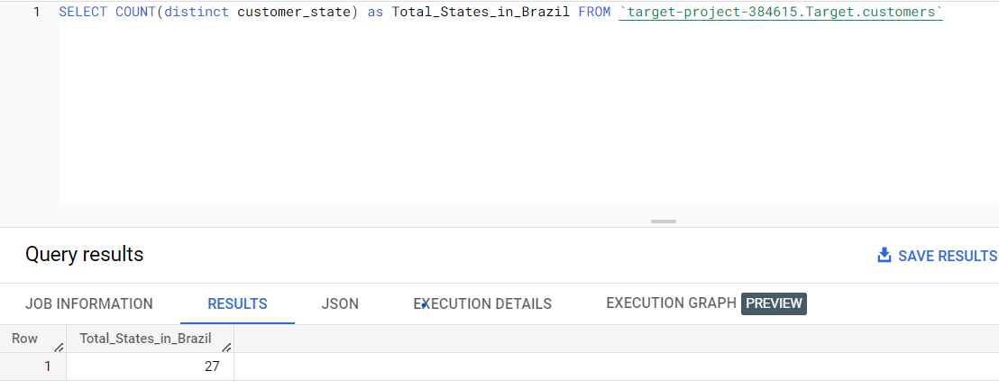 1 SELECT COUNT(distinct customer_state) as Total_States_in_Brazil FROM `target-project-384615.Target.customers`
Query results
SAVE RESULTS
JOB INFORMATION RESULTS JSON EXECUTION DETAILS EXECUTION GRAPH PREVIEW
Row Total_States_in_Brazil
1 27